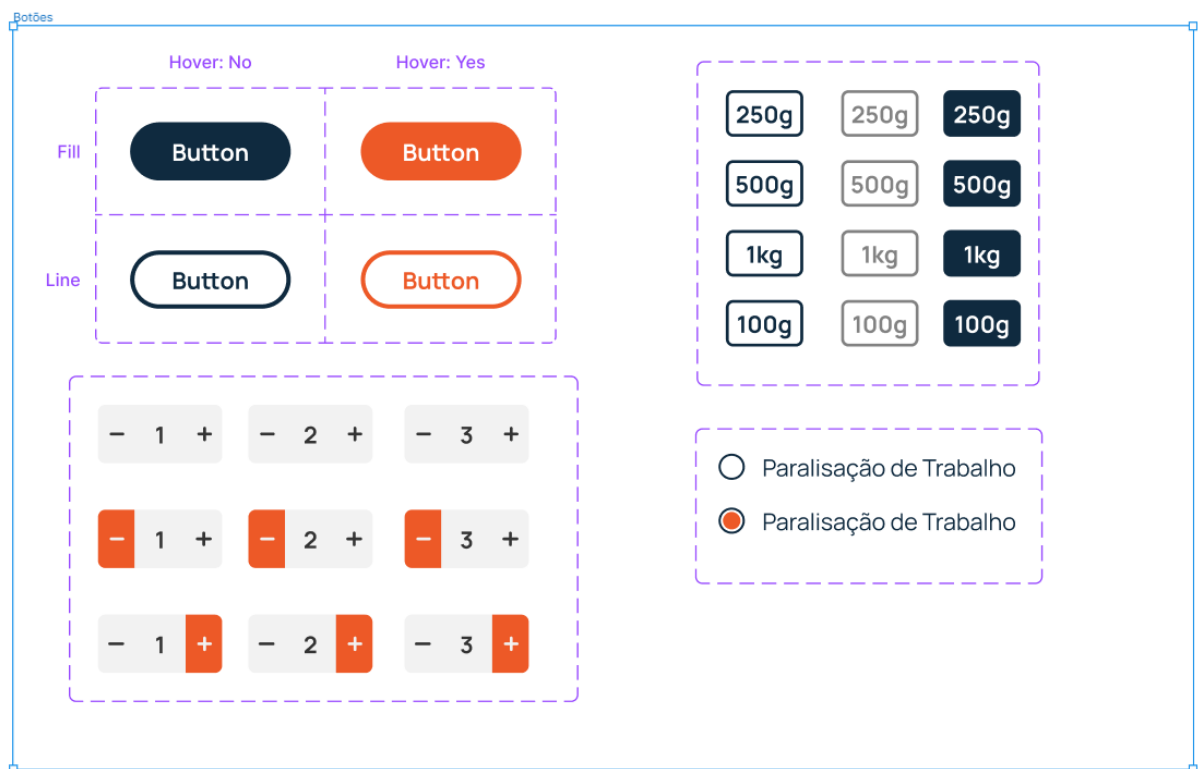 Botões
Hover: No Hover: Yes
Fill Button Button
Line Button Button
250g 250g 250g
500g 500g 500g
1kg 1kg 1kg
100g 100g 100g
− 1 + − 2 + − 3 +
− 1 + − 2 + − 3 +
− 1 + − 2 + − 3 +
Paralisação de Trabalho
Paralisação de Trabalho